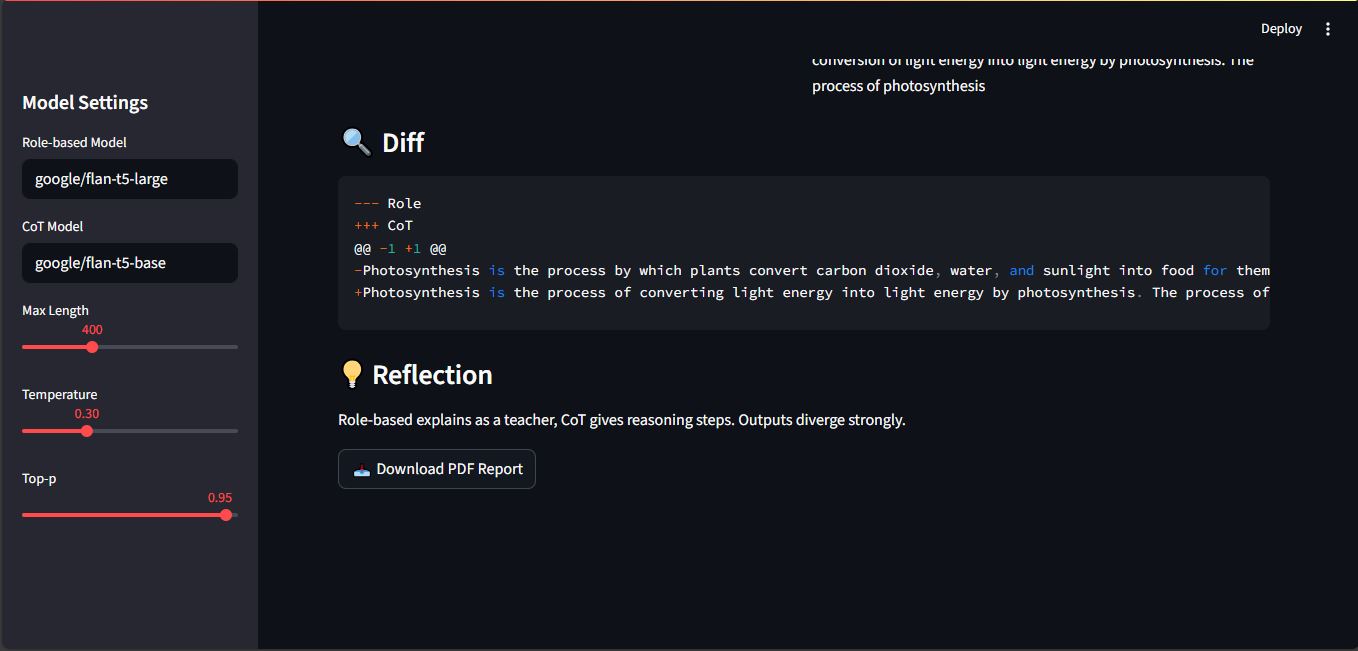 Deploy
Model Settings
Role-based Model
google/flan-t5-large
CoT Model
google/flan-t5-base
Max Length
400
Temperature
0.30
Top-p
0.95
conversion of light energy into light energy by photosynthesis. The
process of photosynthesis
Diff
--- Role
+++ CoT
@@ -1 +1 @@
-Photosynthesis is the process by which plants convert carbon dioxide, water, and sunlight into food for them
+Photosynthesis is the process of converting light energy into light energy by photosynthesis. The process of
Reflection
Role-based explains as a teacher, CoT gives reasoning steps. Outputs diverge strongly.
Download PDF Report